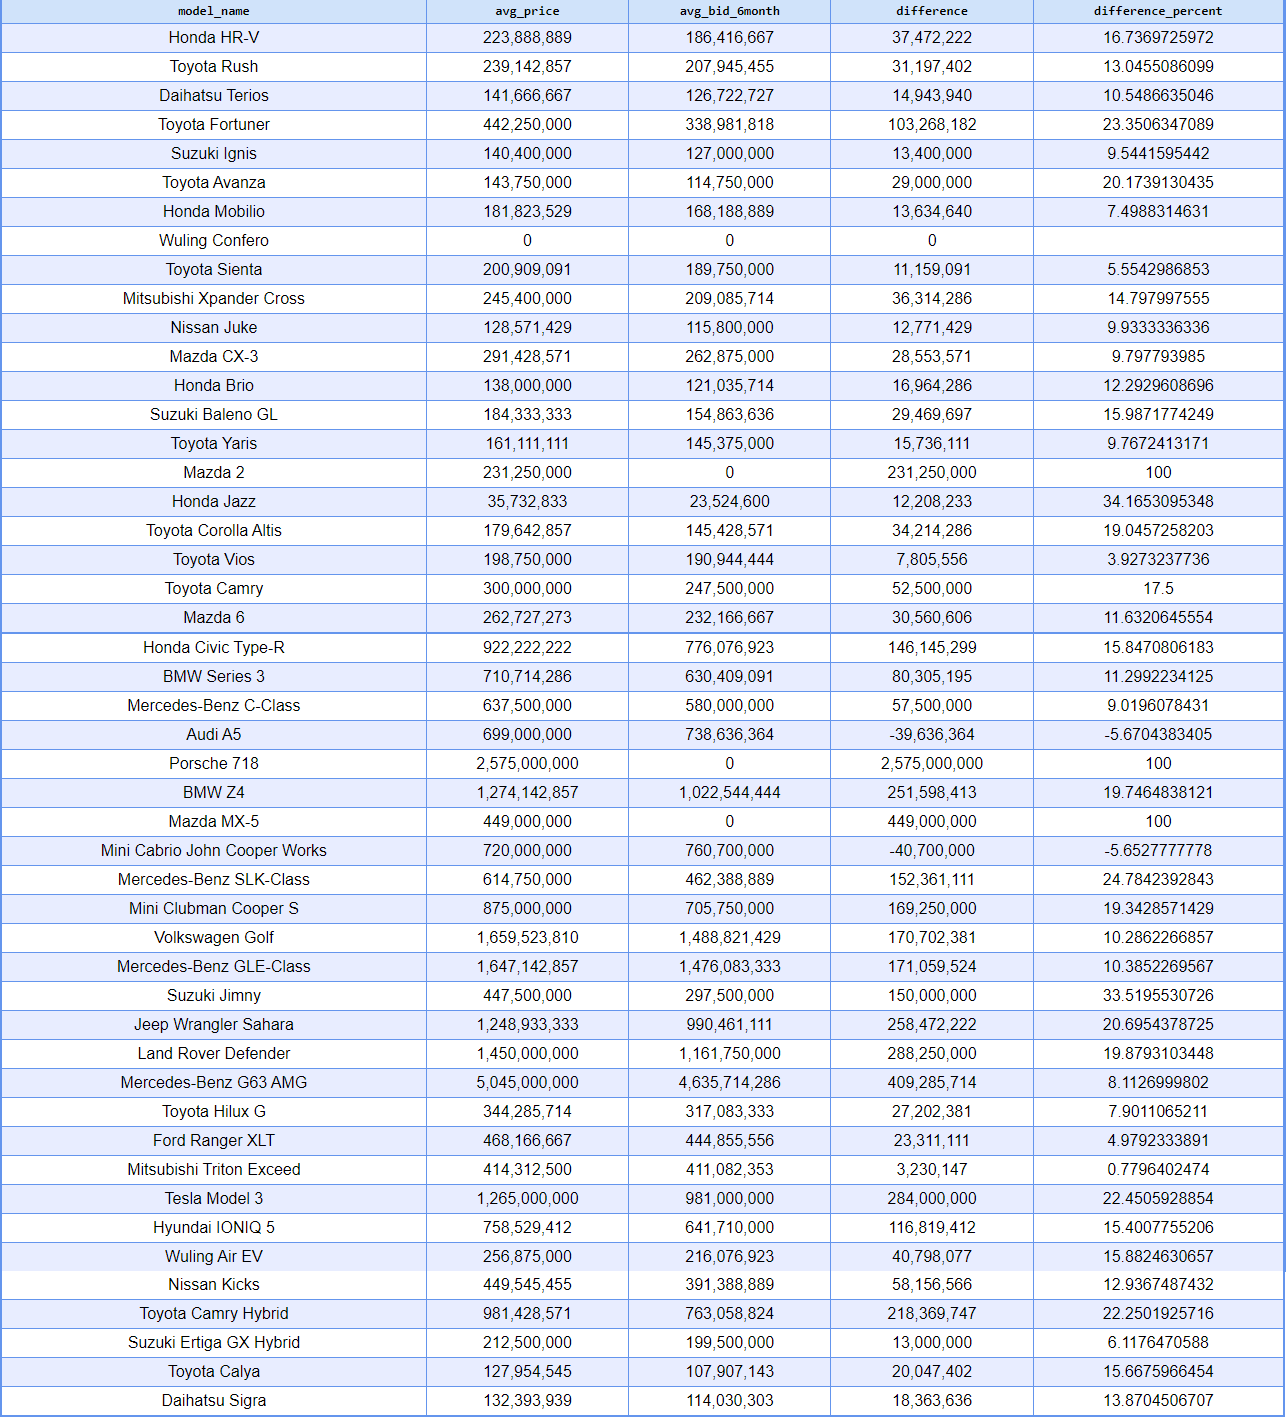 model_name avg_price avg_bid_6month difference difference_percent
Honda HR-V 223,888,889 186,416,667 37,472,222 16.7369725972
Toyota Rush 239,142,857 207,945,455 31,197,402 13.0455086099
Daihatsu Terios 141,666,667 126,722,727 14,943,940 10.5486635046
Toyota Fortuner 442,250,000 338,981,818 103,268,182 23.3506347089
Suzuki Ignis 140,400,000 127,000,000 13,400,000 9.5441595442
Toyota Avanza 143,750,000 114,750,000 29,000,000 20.1739130435
Honda Mobilio 181,823,529 168,188,889 13,634,640 7.4988314631
Wuling Confero 0 0 0
Toyota Sienta 200,909,091 189,750,000 11,159,091 5.5542986853
Mitsubishi Xpander Cross 245,400,000 209,085,714 36,314,286 14.797997555
Nissan Juke 128,571,429 115,800,000 12,771,429 9.9333336336
Mazda CX-3 291,428,571 262,875,000 28,553,571 9.797793985
Honda Brio 138,000,000 121,035,714 16,964,286 12.2929608696
Suzuki Baleno GL 184,333,333 154,863,636 29,469,697 15.9871774249
Toyota Yaris 161,111,111 145,375,000 15,736,111 9.7672413171
Mazda 2 231,250,000 0 231,250,000 100
Honda Jazz 35,732,833 23,524,600 12,208,233 34.1653095348
Toyota Corolla Altis 179,642,857 145,428,571 34,214,286 19.0457258203
Toyota Vios 198,750,000 190,944,444 7,805,556 3.9273237736
Toyota Camry 300,000,000 247,500,000 52,500,000 17.5
Mazda 6 262,727,273 232,166,667 30,560,606 11.6320645554
Honda Civic Type-R 922,222,222 776,076,923 146,145,299 15.8470806183
BMW Series 3 710,714,286 630,409,091 80,305,195 11.2992234125
Mercedes-Benz C-Class 637,500,000 580,000,000 57,500,000 9.0196078431
Audi A5 699,000,000 738,636,364 -39,636,364 -5.6704383405
Porsche 718 2,575,000,000 0 2,575,000,000 100
BMW Z4 1,274,142,857 1,022,544,444 251,598,413 19.7464838121
Mazda MX-5 449,000,000 0 449,000,000 100
Mini Cabrio John Cooper Works 720,000,000 760,700,000 -40,700,000 -5.6527777778
Mercedes-Benz SLK-Class 614,750,000 462,388,889 152,361,111 24.7842392843
Mini Clubman Cooper S 875,000,000 705,750,000 169,250,000 19.3428571429
Volkswagen Golf 1,659,523,810 1,488,821,429 170,702,381 10.2862266857
Mercedes-Benz GLE-Class 1,647,142,857 1,476,083,333 171,059,524 10.3852269567
Suzuki Jimny 447,500,000 297,500,000 150,000,000 33.5195530726
Jeep Wrangler Sahara 1,248,933,333 990,461,111 258,472,222 20.6954378725
Land Rover Defender 1,450,000,000 1,161,750,000 288,250,000 19.8793103448
Mercedes-Benz G63 AMG 5,045,000,000 4,635,714,286 409,285,714 8.1126999802
Toyota Hilux G 344,285,714 317,083,333 27,202,381 7.9011065211
Ford Ranger XLT 468,166,667 444,855,556 23,311,111 4.9792333891
Mitsubishi Triton Exceed 414,312,500 411,082,353 3,230,147 0.7796402474
Tesla Model 3 1,265,000,000 981,000,000 284,000,000 22.4505928854
Hyundai IONIQ 5 758,529,412 641,710,000 116,819,412 15.4007755206
Wuling Air EV 256,875,000 216,076,923 40,798,077 15.8824630657
Nissan Kicks 449,545,455 391,388,889 58,156,566 12.9367487432
Toyota Camry Hybrid 981,428,571 763,058,824 218,369,747 22.2501925716
Suzuki Ertiga GX Hybrid 212,500,000 199,500,000 13,000,000 6.1176470588
Toyota Calya 127,954,545 107,907,143 20,047,402 15.6675966454
Daihatsu Sigra 132,393,939 114,030,303 18,363,636 13.8704506707